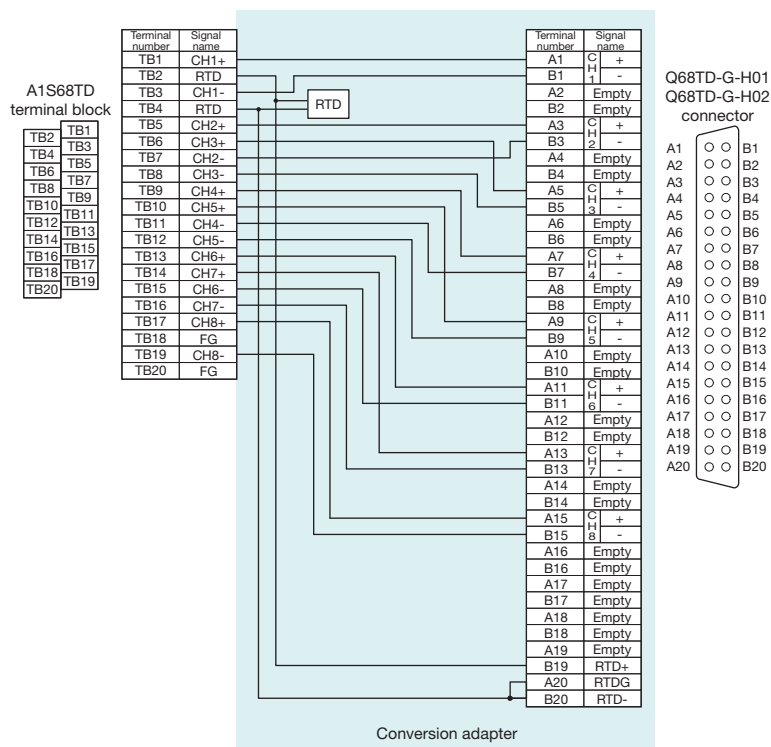 A1S68TD
terminal block
TB2 TB1
TB4 TB3
TB6 TB5
TB8 TB7
TB10 TB9
TB12 TB11
TB14 TB13
TB16 TB15
TB18 TB17
TB20 TB19
Terminal number Signal name
TB1 CH1+
TB2 RTD
TB3 CH1-
TB4 RTD
TB5 CH2+
TB6 CH3+
TB7 CH2-
TB8 CH3-
TB9 CH4+
TB10 CH5+
TB11 CH4-
TB12 CH5-
TB13 CH6+
TB14 CH7+
TB15 CH6-
TB16 CH7-
TB17 CH8+
TB18 FG
TB19 CH8-
TB20 FG
RTD
Terminal number Signal name
A1 CH1 +
B1 -
A2 Empty
B2 Empty
A3 CH2 +
B3 -
A4 Empty
B4 Empty
A5 CH3 +
B5 -
A6 Empty
B6 Empty
A7 CH4 +
B7 -
A8 Empty
B8 Empty
A9 CH5 +
B9 -
A10 Empty
B10 Empty
A11 CH6 +
B11 -
A12 Empty
B12 Empty
A13 CH7 +
B13 -
A14 Empty
B14 Empty
A15 CH8 +
B15 -
A16 Empty
B16 Empty
A17 Empty
B17 Empty
A18 Empty
B18 Empty
A19 Empty
B19 RTD+
A20 RTDG
B20 RTD-
Conversion adapter
Q68TD-G-H01
Q68TD-G-H02
connector
A1 B1
A2 B2
A3 B3
A4 B4
A5 B5
A6 B6
A7 B7
A8 B8
A9 B9
A10 B10
A11 B11
A12 B12
A13 B13
A14 B14
A15 B15
A16 B16
A17 B17
A18 B18
A19 B19
A20 B20